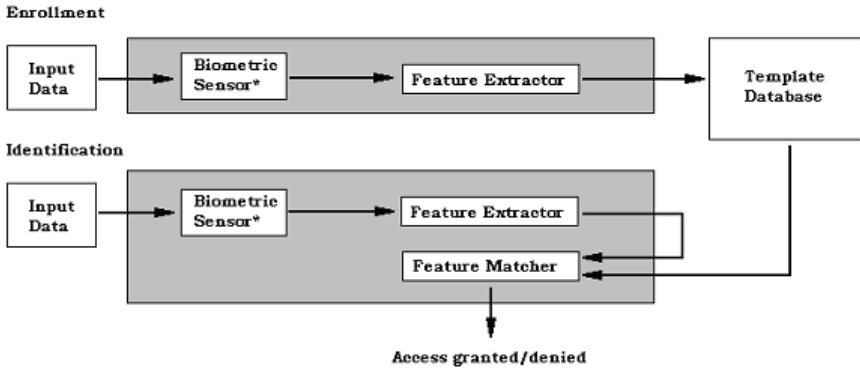 Enrollment
Input
Data
Biometric
Sensor*
Feature Extractor
Template
Database
Identification
Input
Data
Biometric
Sensor*
Feature Extractor
Feature Matcher
Access granted/denied